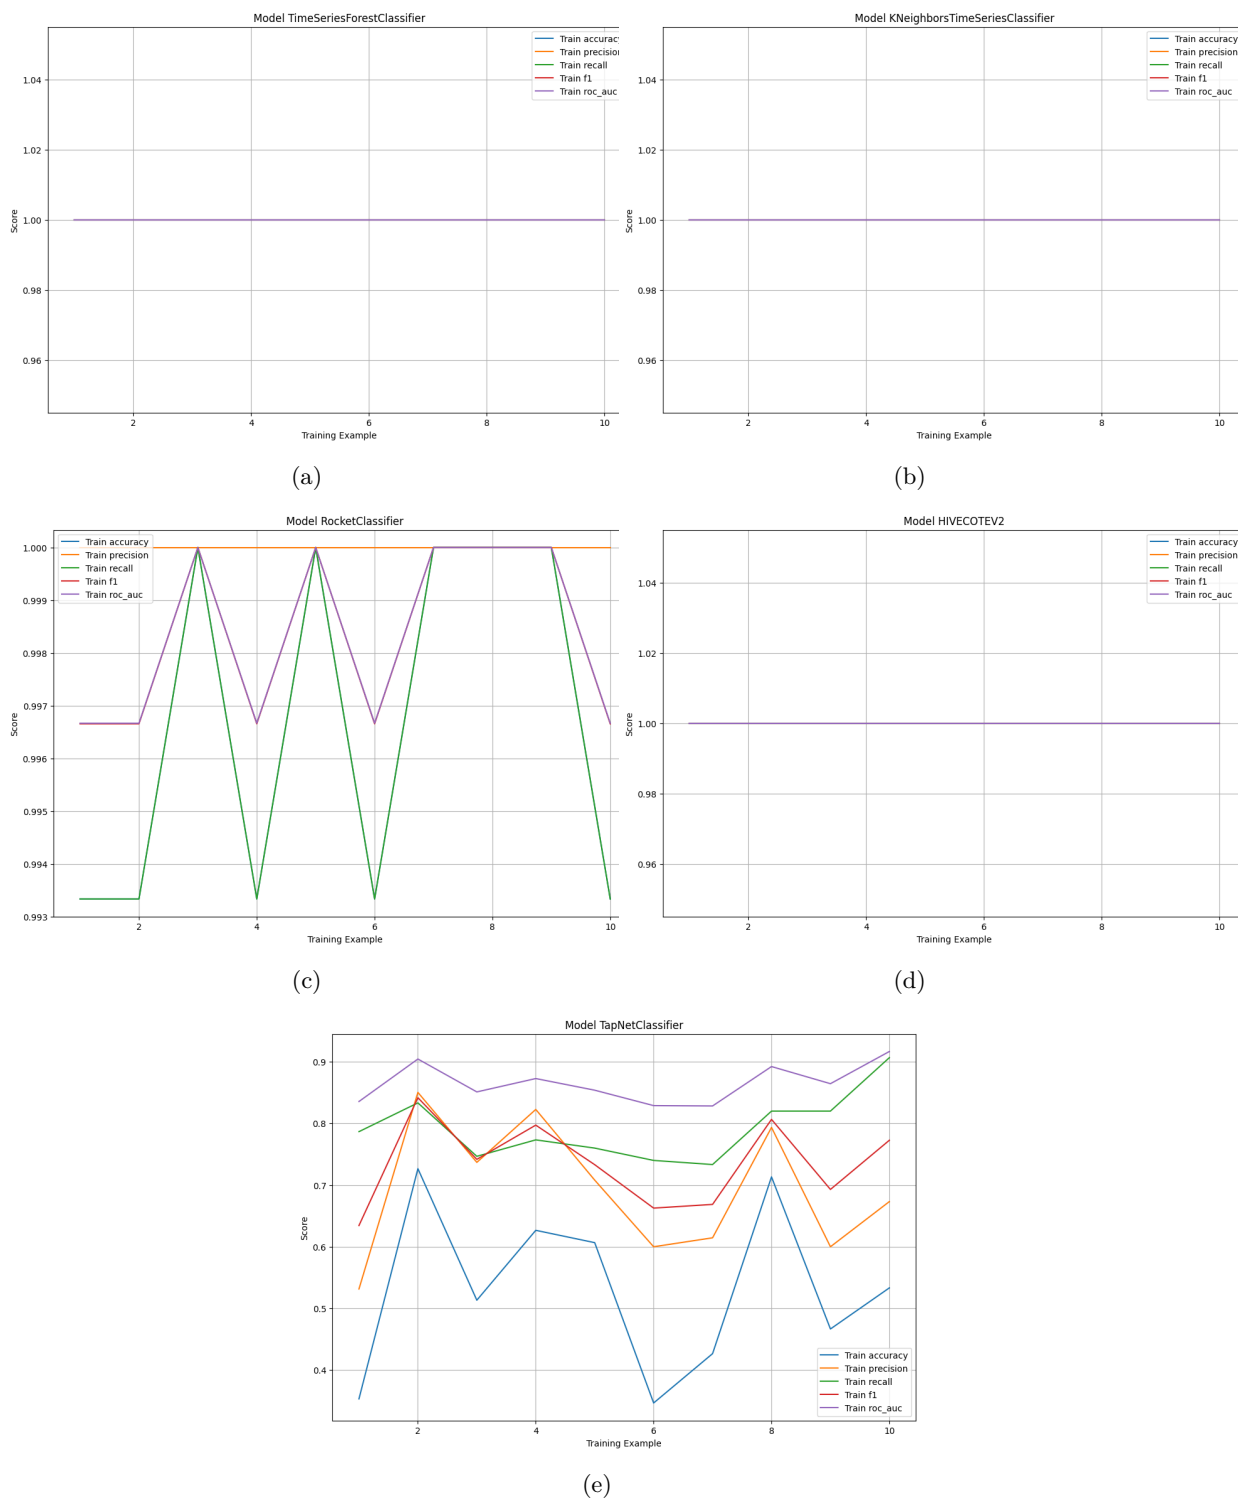 Model TimeSeriesForestClassifier
Train accuracy
Train precision
Train recall
Train f1
Train roc_auc
1.04
1.02
1.00
0.98
0.96
Score
2 4 6 8 10
Training Example
(a)
Model KNeighborsTimeSeriesClassifier
Train accuracy
Train precision
Train recall
Train f1
Train roc_auc
1.04
1.02
1.00
0.98
0.96
Score
2 4 6 8 10
Training Example
(b)
Model RocketClassifier
Train accuracy
Train precision
Train recall
Train f1
Train roc_auc
1.000
0.999
0.998
0.997
0.996
0.995
0.994
0.993
Score
2 4 6 8 10
Training Example
(c)
Model HIVECOTEV2
Train accuracy
Train precision
Train recall
Train f1
Train roc_auc
1.04
1.02
1.00
0.98
0.96
Score
2 4 6 8 10
Training Example
(d)
Model TapNetClassifier
0.9
0.8
0.7
0.6
0.5
0.4
Score
Train accuracy
Train precision
Train recall
Train f1
Train roc_auc
2 4 6 8 10
Training Example
(e)